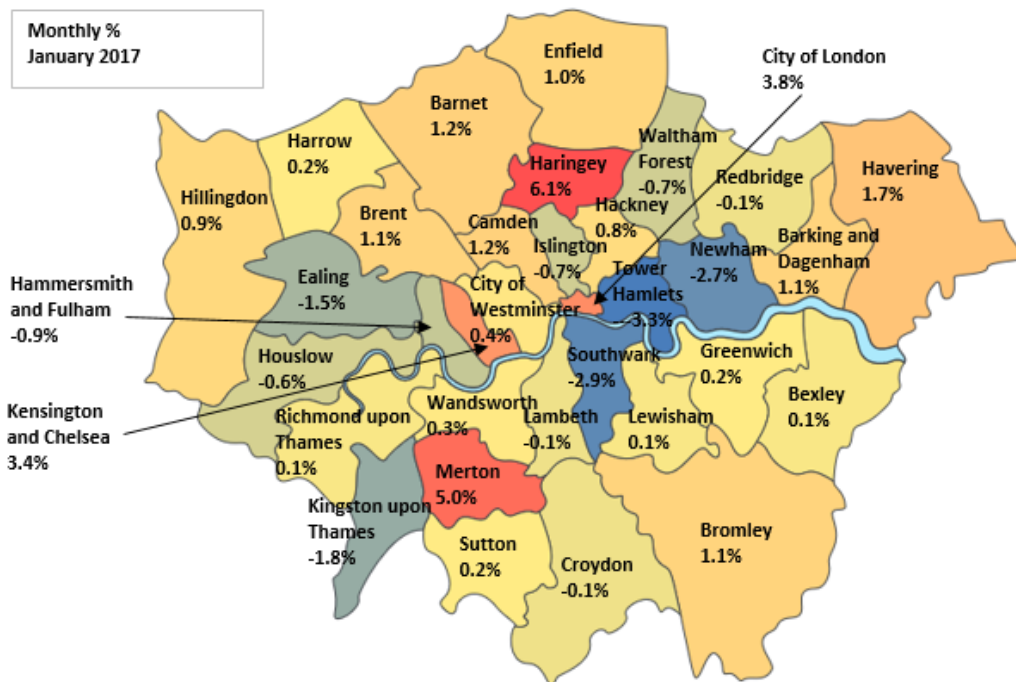 Monthly %
January 2017
Enfield
1.0%
City of London
3.8%
Barnet
1.2%
Harrow
0.2%
Waltham
Forest
-0.7%
Haringey
6.1%
Redbridge
-0.1%
Havering
1.7%
Hillingdon
0.9%
Brent
1.1%
Camden
1.2%
Hackney
0.8%
Islington
-0.7%
Newham
-2.7%
Barking and
Dagenham
1.1%
Ealing
-1.5%
City of
Westminster
0.4%
Tower
Hamlets
-3.3%
Hammersmith
and Fulham
-0.9%
Houslow
-0.6%
Southwark
-2.9%
Greenwich
0.2%
Bexley
0.1%
Kensington
and Chelsea
3.4%
Richmond upon
Thames
0.1%
Wandsworth
0.3%
Lambeth
-0.1%
Lewisham
0.1%
Merton
5.0%
Kingston upon
Thames
-1.8%
Sutton
0.2%
Croydon
-0.1%
Bromley
1.1%